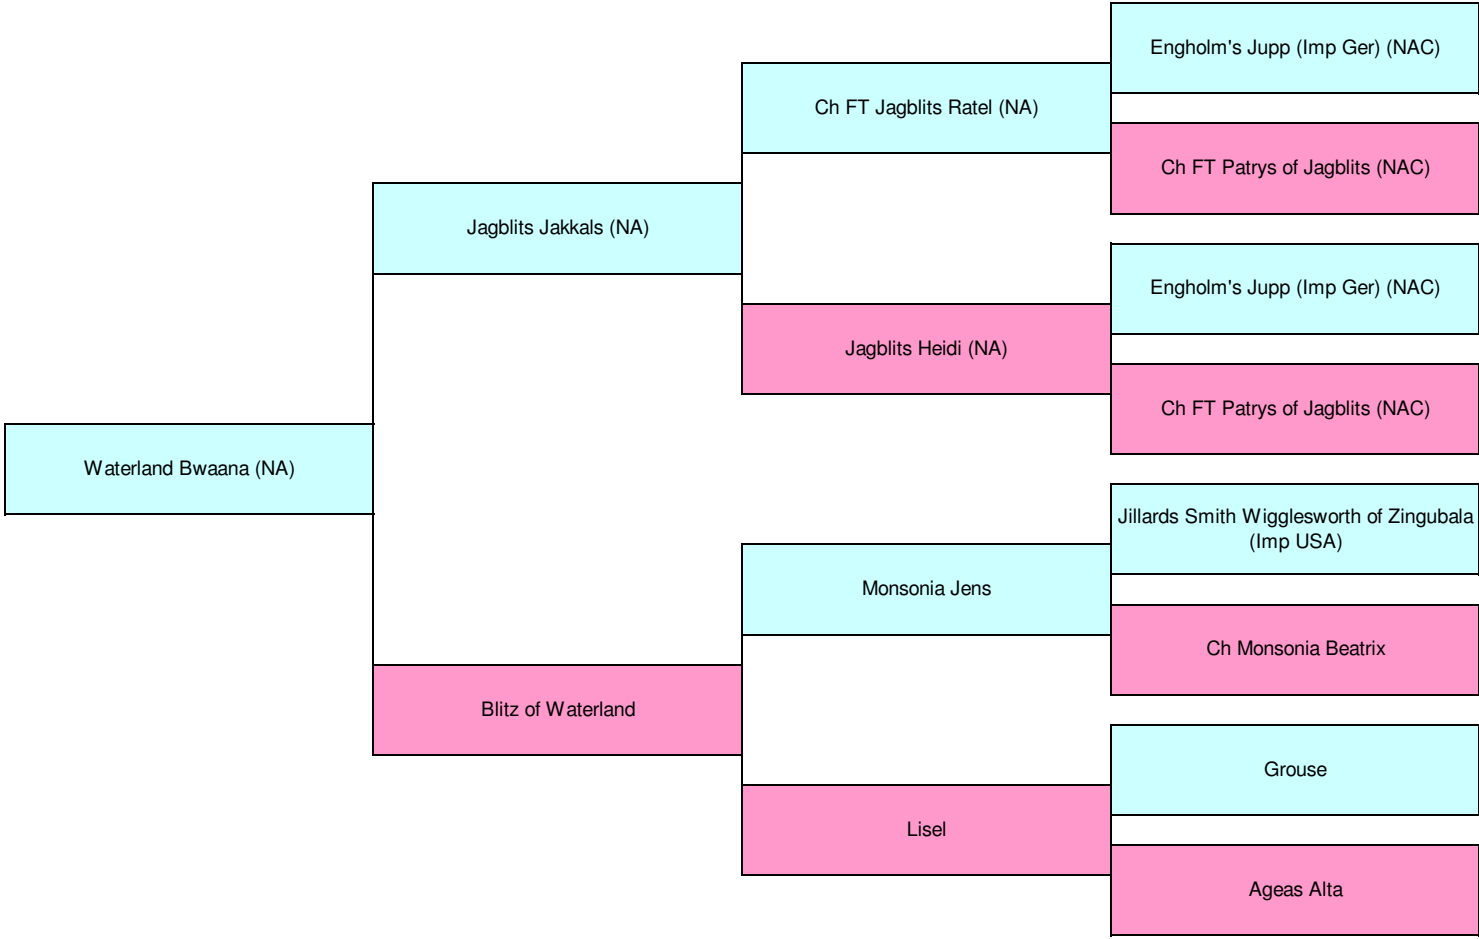 Engholm's Jupp (Imp Ger) (NAC)
Ch FT Jagblits Ratel (NA)
Ch FT Patrys of Jagblits (NAC)
Jagblits Jakkals (NA)
Engholm's Jupp (Imp Ger) (NAC)
Jagblits Heidi (NA)
Ch FT Patrys of Jagblits (NAC)
Waterland Bwaana (NA)
Jillards Smith Wigglesworth of Zingubala
(Imp USA)
Monsonia Jens
Ch Monsonia Beatrix
Blitz of Waterland
Grouse
Lisel
Ageas Alta